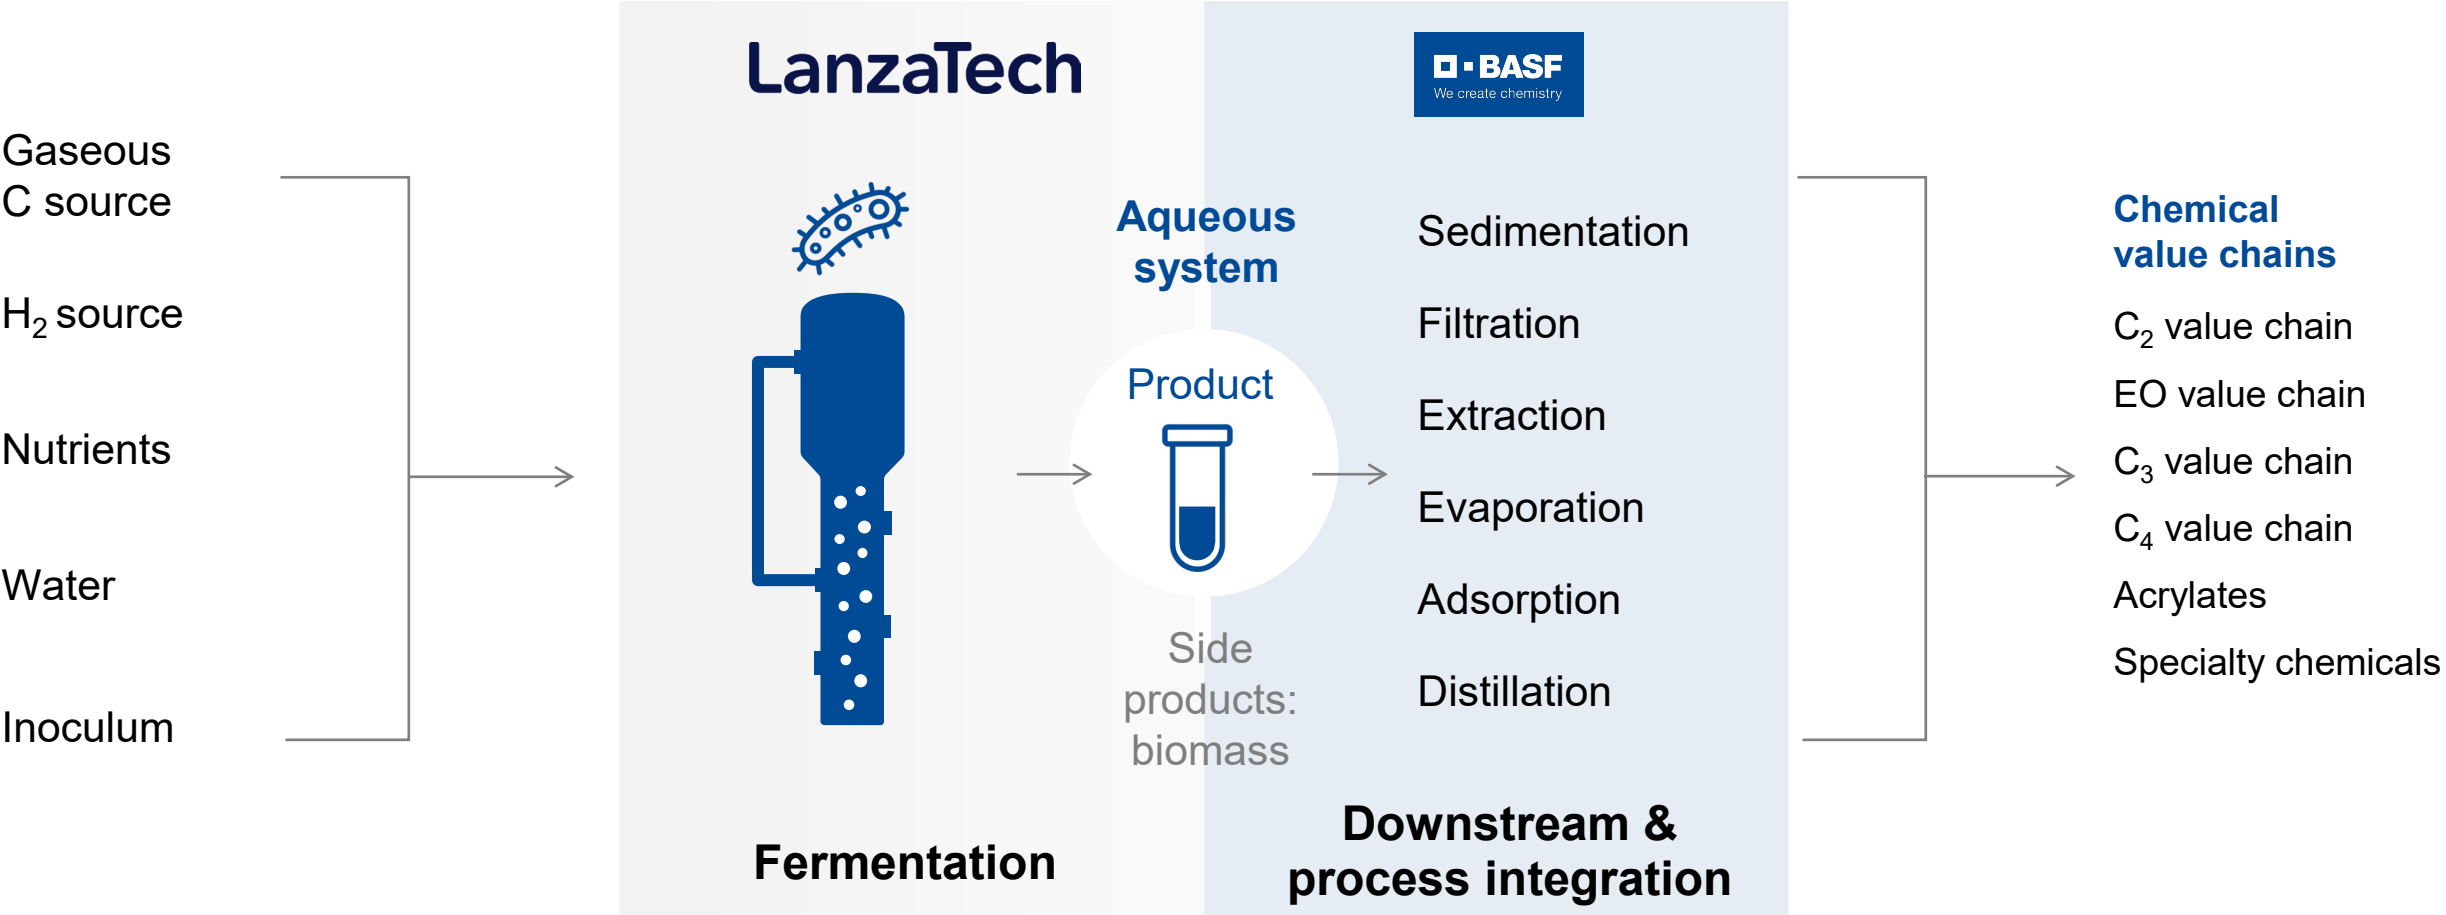 Gaseous
C source
H₂ source
Nutrients
Water
Inoculum
LanzaTech
Fermentation
Aqueous
system
Product
Side
products:
biomass
BASF
We create chemistry
Sedimentation
Filtration
Extraction
Evaporation
Adsorption
Distillation
Downstream &
process integration
Chemical
value chains
C₂ value chain
EO value chain
C₃ value chain
C₄ value chain
Acrylates
Specialty chemicals